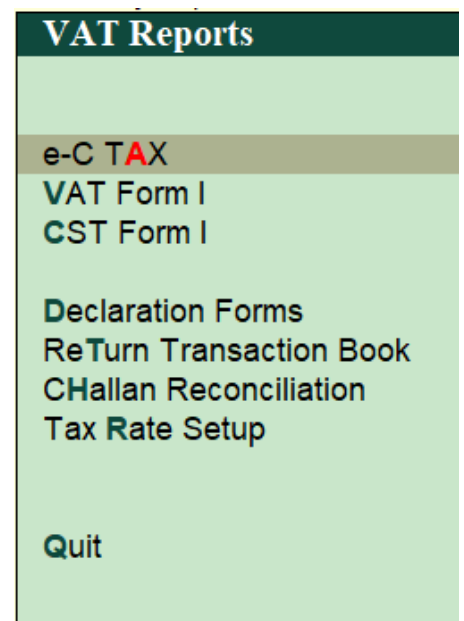 VAT Reports
e-C TAX
VAT Form I
CST Form I
Declaration Forms
ReTurn Transaction Book
CHallan Reconciliation
Tax Rate Setup
Quit